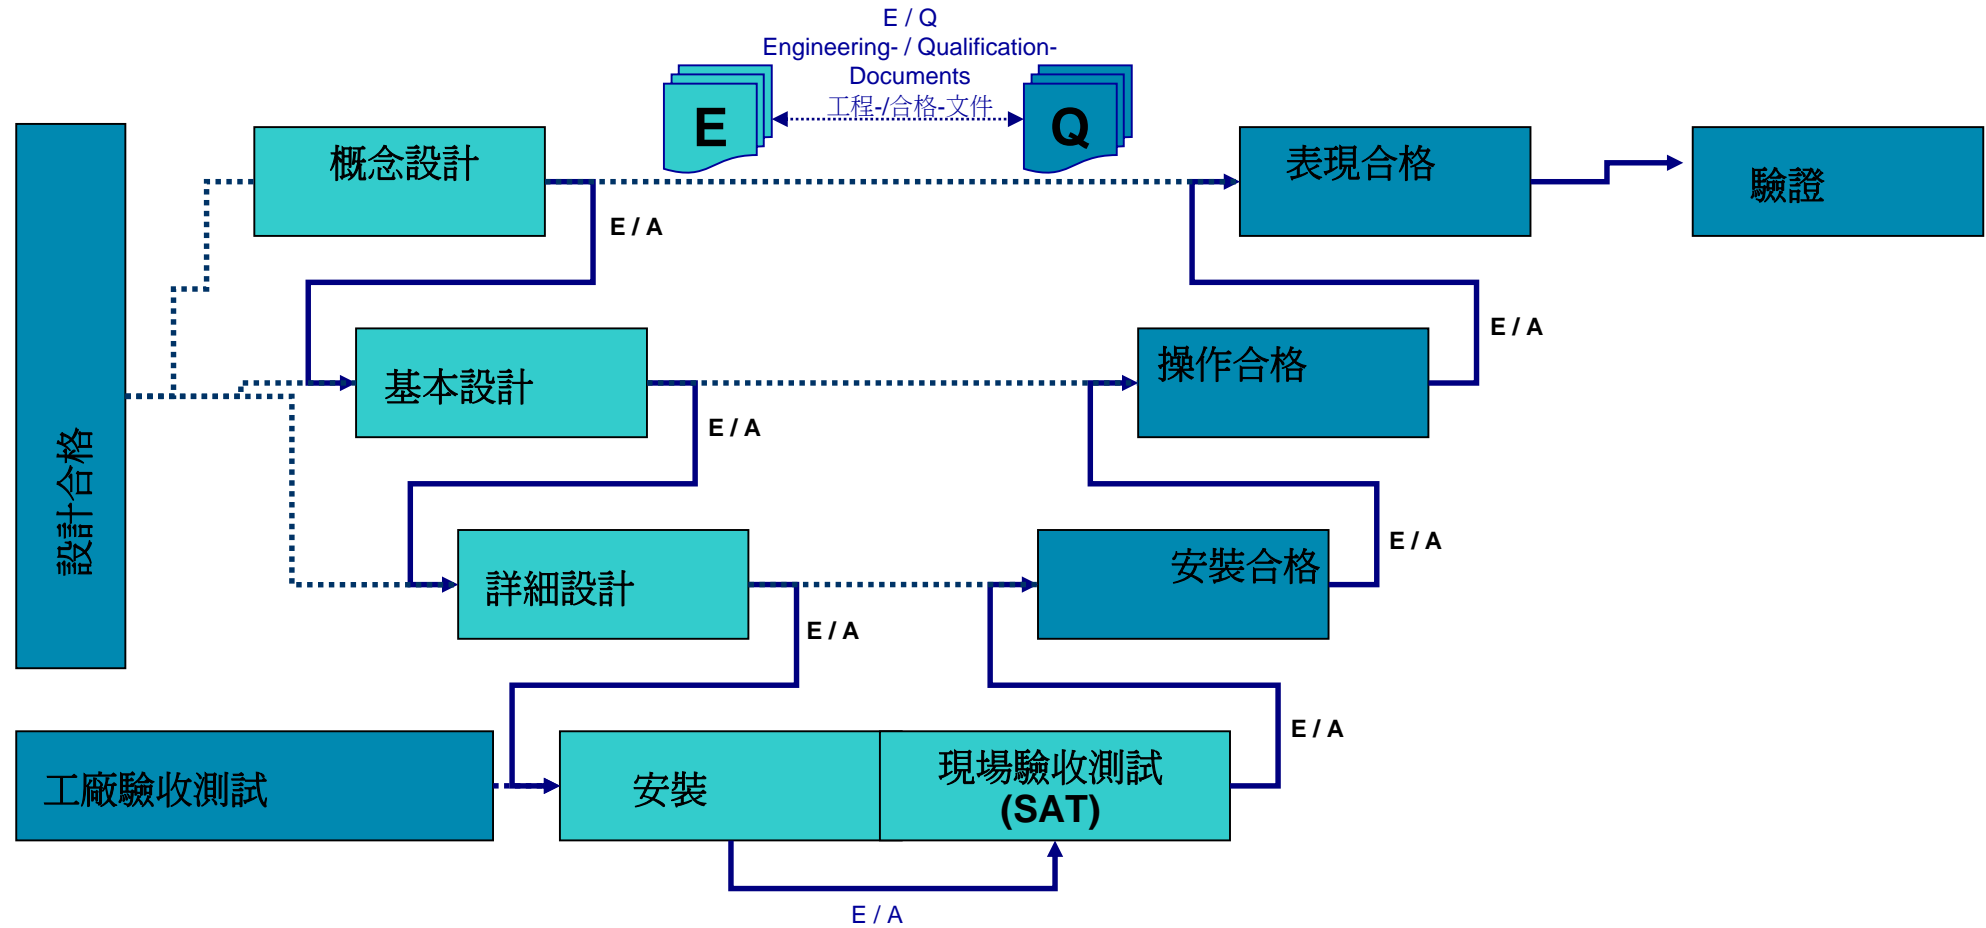 E / Q
Engineering- / Qualification-
Documents
工程-/合格-文件
E
Q
概念設計
表現合格
驗證
E / A
設計合格
基本設計
操作合格
E / A
E / A
詳細設計
安裝合格
E / A
E / A
工廠驗收測試
安裝
現場驗收測試
(SAT)
E / A
E / A